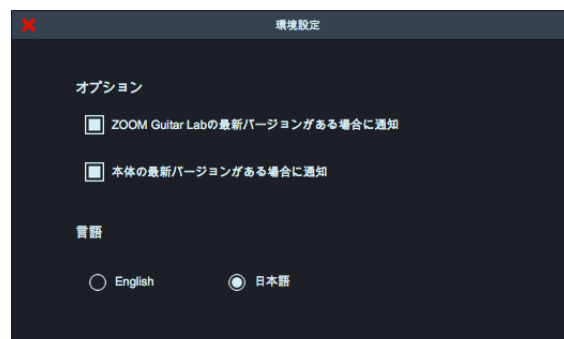 環境設定
オプション
ZOOM Guitar Labの最新バージョンがある場合に通知
本体の最新バージョンがある場合に通知
言語
English 日本語